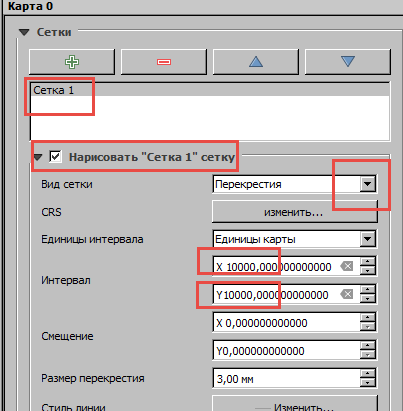 Карта 0
Сетки
Сетка 1
Нарисовать "Сетка 1" сетку
Вид сетки Перекрестия
CRS изменить...
Единицы интервала Единицы карты
X 10000,000000000000
Интервал
Y10000,000000000000
X 0,000000000000
Смещение
Y0,000000000000
Размер перекрестия 3,00 мм
Стиль линии Изменить...